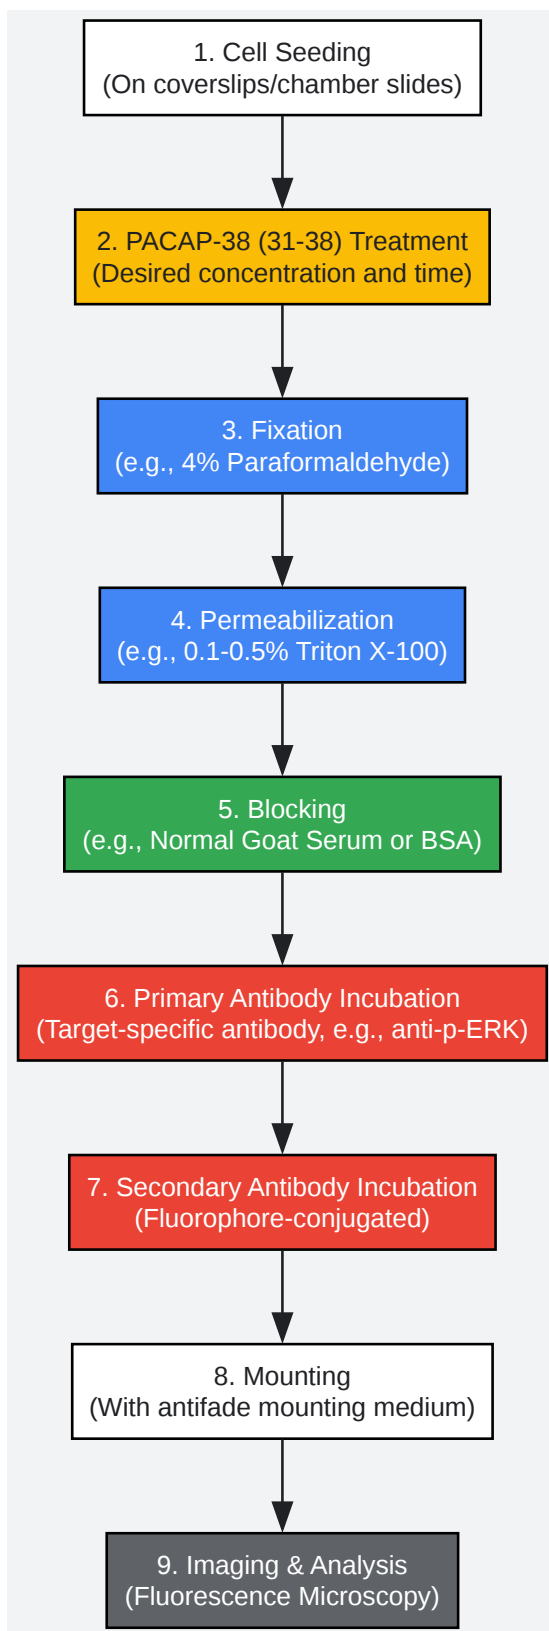 1. Cell Seeding
(On coverslips/chamber slides)
2. PACAP-38 (31-38) Treatment
(Desired concentration and time)
3. Fixation
(e.g., 4% Paraformaldehyde)
4. Permeabilization
(e.g., 0.1-0.5% Triton X-100)
5. Blocking
(e.g., Normal Goat Serum or BSA)
6. Primary Antibody Incubation
(Target-specific antibody, e.g., anti-p-ERK)
7. Secondary Antibody Incubation
(Fluorophore-conjugated)
8. Mounting
(With antifade mounting medium)
9. Imaging & Analysis
(Fluorescence Microscopy)